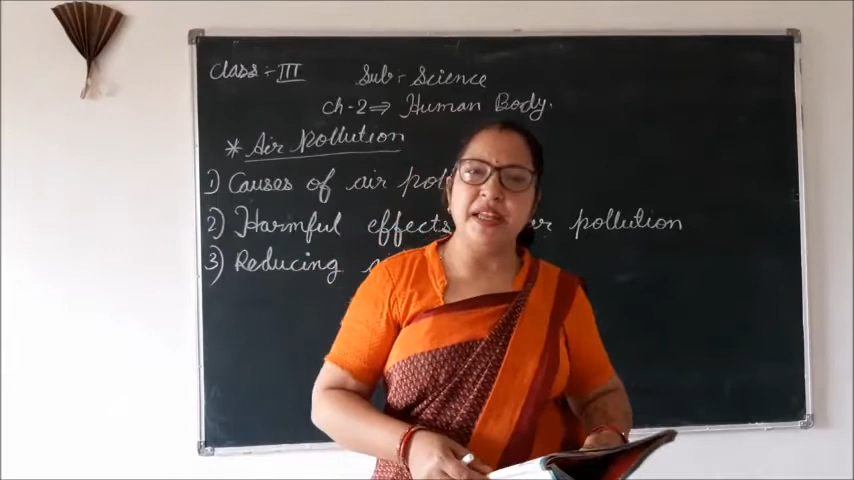 Class :- III Sub :- Science
Ch - 2 ⇒ Human Body.
* Air Pollution :-
1) Causes of air
2) Harmful effects pollution
3) Reducing